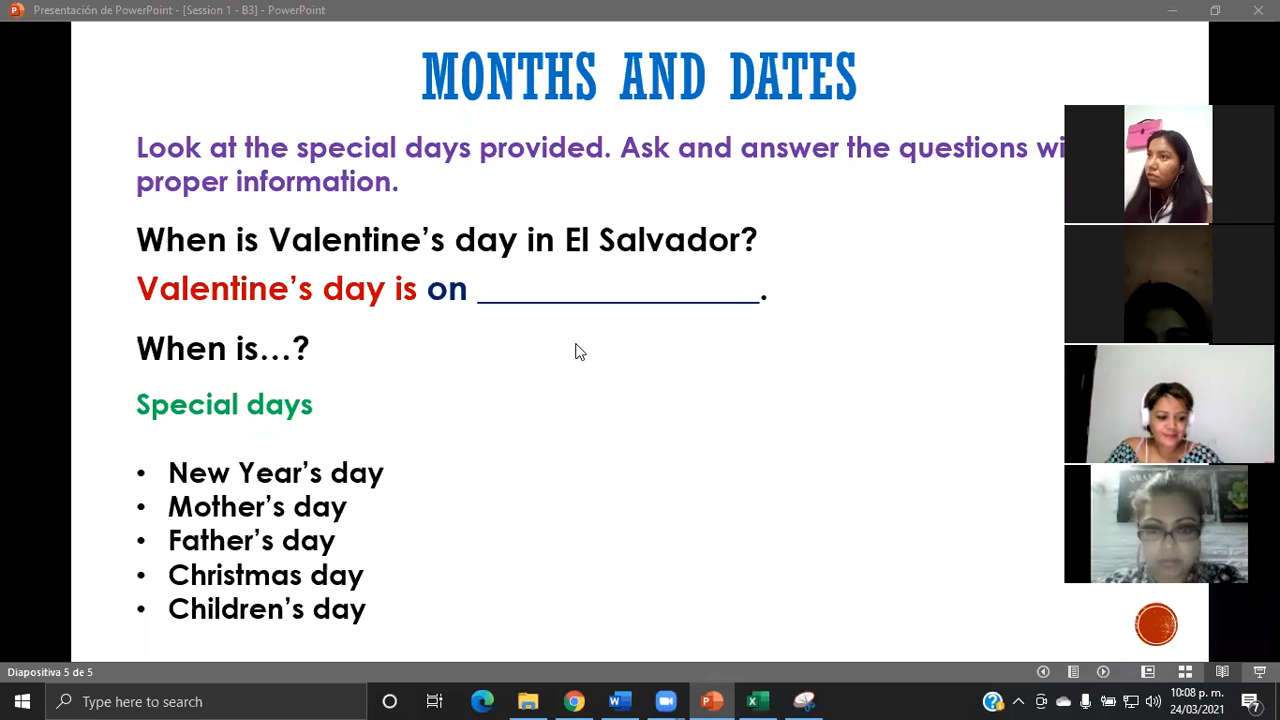 Presentación de PowerPoint - [Session 1 - B3] - PowerPoint
MONTHS AND DATES
Look at the special days provided. Ask and answer the questions wi
proper information.
When is Valentine's day in El Salvador?
Valentine's day is on _______________.
When is...?
Special days
• New Year's day
• Mother's day
• Father's day
• Christmas day
• Children's day
Diapositiva 5 de 5
Type here to search
10:08 p. m.
24/03/2021
7